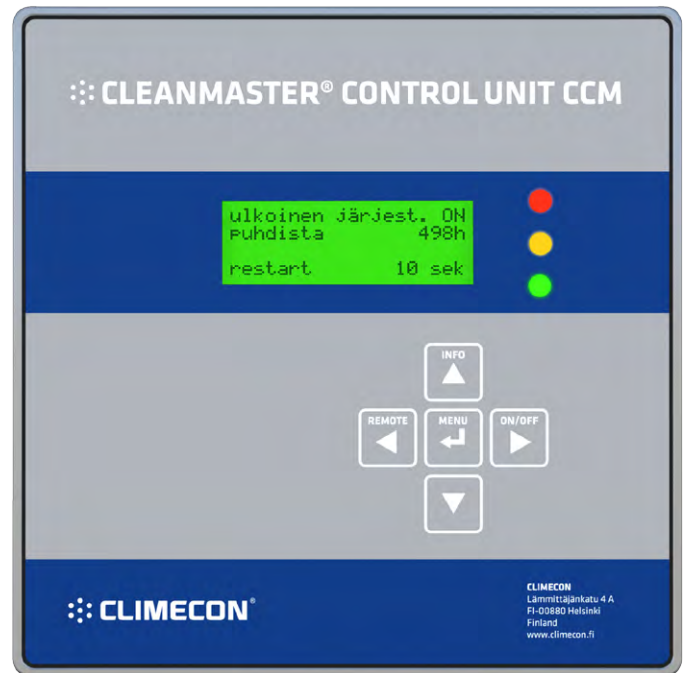 CLEANMASTER® CONTROL UNIT CCM
ulkoinen järjest. ON
puhdista 498h
restart 10 sek
INFO
REMOTE MENU ON/OFF
CLIMECON®
CLIMECON
Lämmittäjänkatu 4 A
FI-00880 Helsinki
Finland
www.climecon.fi